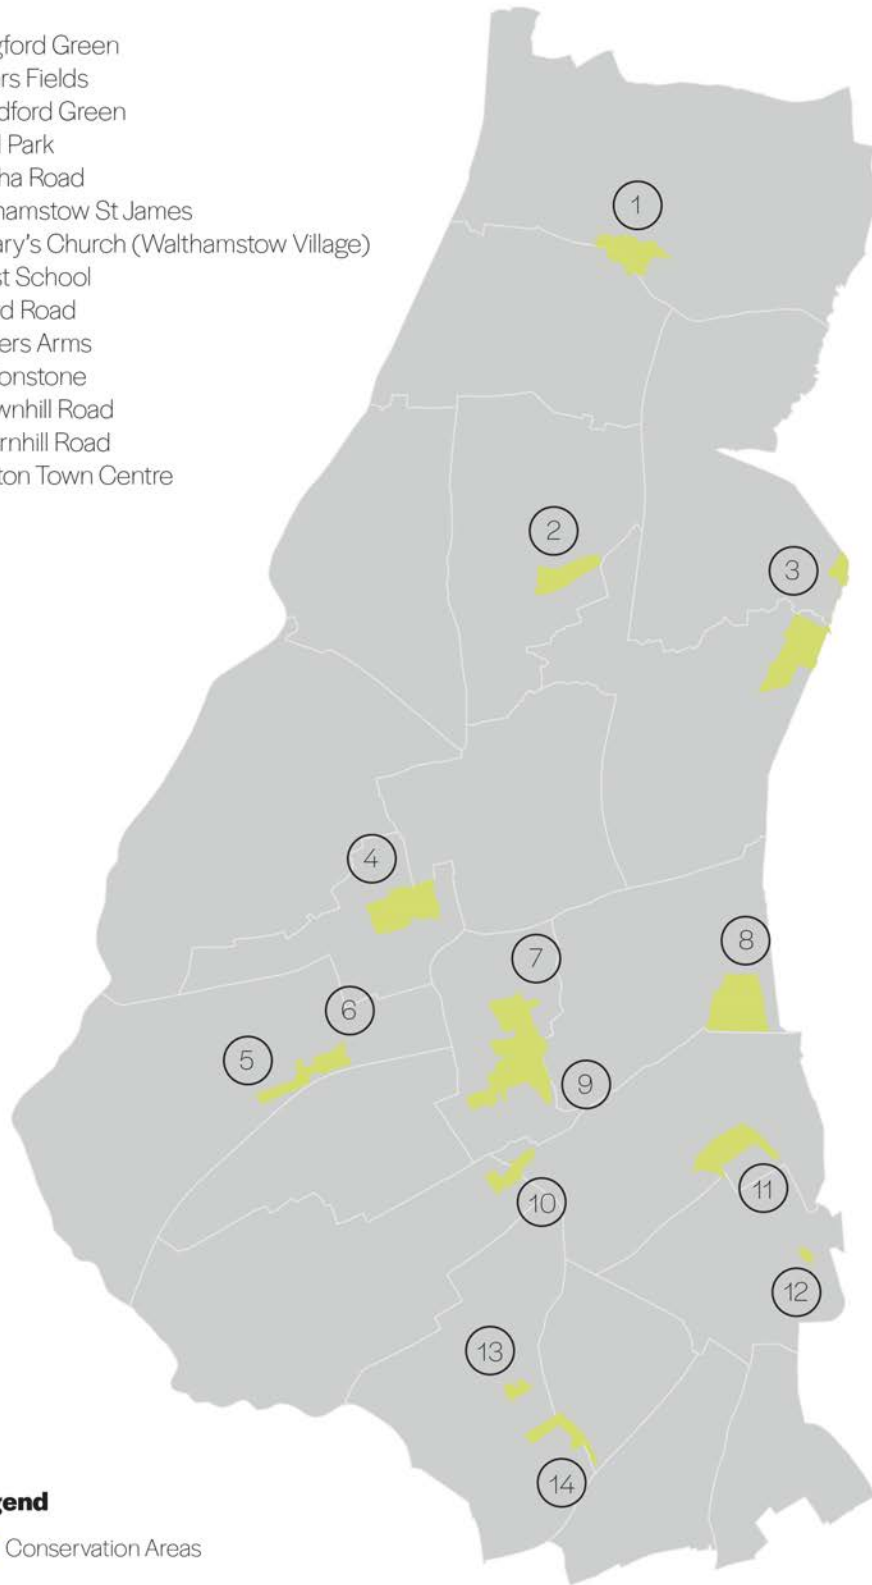 gford Green
rs Fields
dford Green
l Park
ha Road
hamstow St James
ary's Church (Walthamstow Village)
st School
d Road
ers Arms
onstone
wnhill Road
rnhill Road
ton Town Centre
1
2
3
4
8
7
6
5
9
11
10
12
13
14
gend
Conservation Areas